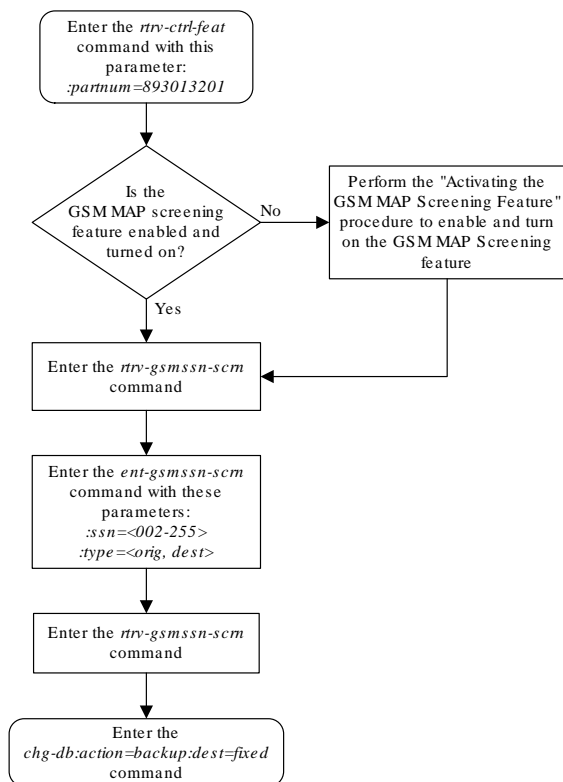 Enter the rtrv-ctrl-feat
command with this
parameter:
:partnum=893013201
Is the
GSM MAP screening
feature enabled and
turned on?
No
Perform the "Activating the
GSM MAP Screening Feature"
procedure to enable and turn
on the GSM MAP Screening
feature
Yes
Enter the rtrv-gsmssn-scrn
command
Enter the ent-gsmssn-scrn
command with these
parameters:
:ssn=<002-255>
:type=<orig, dest>
Enter the rtrv-gsmssn-scrn
command
Enter the
chg-db:action=backup:dest=fixed
command